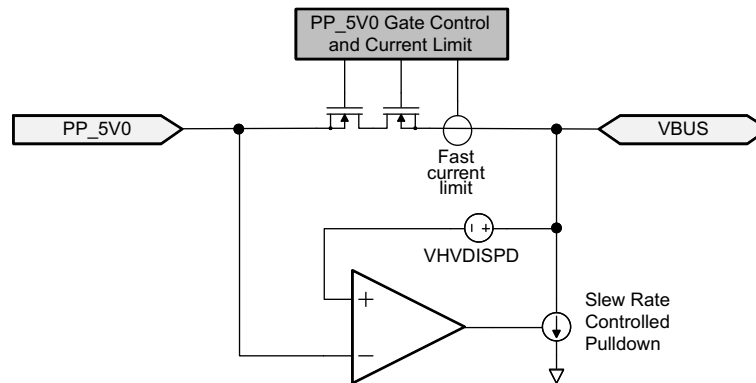 PP_5V0 Gate Control
and Current Limit
PP_5V0
VBUS
Fast
current
limit
VHVDISPD
Slew Rate
Controlled
Pulldown